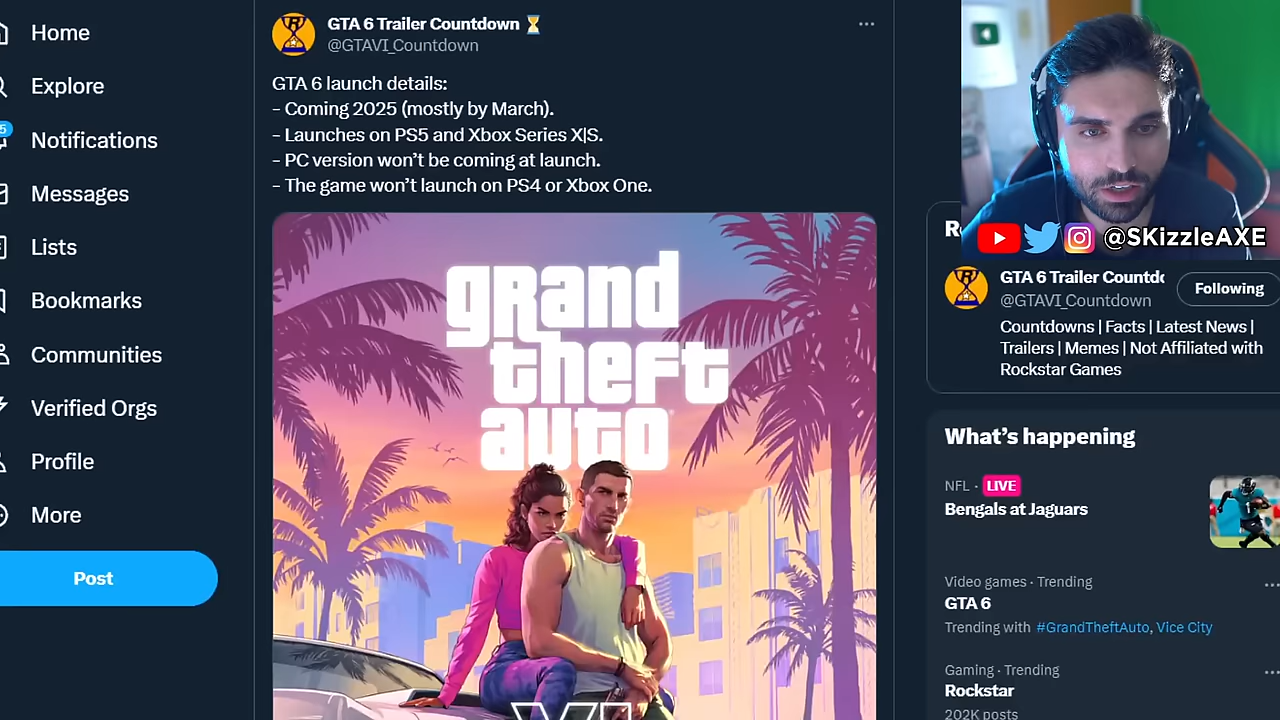 Home
Explore
5
Notifications
Messages
Lists
Bookmarks
Communities
Verified Orgs
Profile
More
Post
GTA 6 Trailer Countdown ⏳
@GTAVI_Countdown
GTA 6 launch details:
- Coming 2025 (mostly by March).
- Launches on PS5 and Xbox Series X|S.
- PC version won’t be coming at launch.
- The game won’t launch on PS4 or Xbox One.
grand
theft
auto
VI
@SKizzleAXE
GTA 6 Trailer Countdo
Following
@GTAVI_Countdown
Countdowns | Facts | Latest News |
Trailers | Memes | Not Affiliated with
Rockstar Games
What’s happening
NFL · LIVE
Bengals at Jaguars
Video games · Trending
GTA 6
Trending with #GrandTheftAuto, Vice City
Gaming · Trending
Rockstar
202K posts